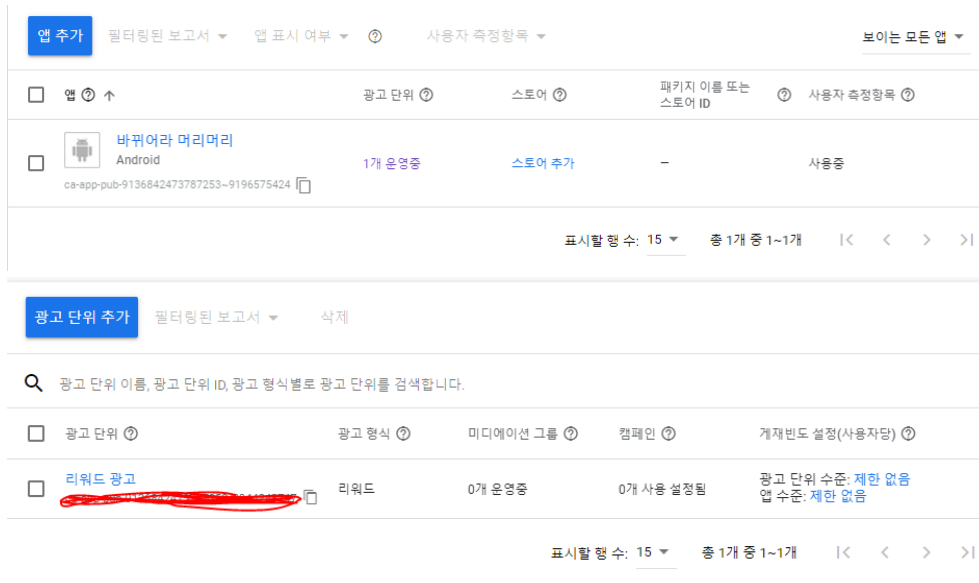 앱 추가 필터링된 보고서 앱 표시 여부 사용자 측정항목 보이는 모든 앱
앱 광고 단위 스토어 패키지 이름 또는 스토어 ID 사용자 측정항목
바뀌어라 머리머리
Android
1개 운영중 스토어 추가 – 사용중
ca-app-pub-9136842473787253~9196575424
표시할 행 수: 15 총 1개 중 1~1개
광고 단위 추가 필터링된 보고서 삭제
광고 단위 이름, 광고 단위 ID, 광고 형식별로 광고 단위를 검색합니다.
광고 단위 광고 형식 미디에이션 그룹 캠페인 게재빈도 설정(사용자당)
리워드 광고
리워드 0개 운영중 0개 사용 설정됨
광고 단위 수준: 제한 없음
앱 수준: 제한 없음
표시할 행 수: 15 총 1개 중 1~1개